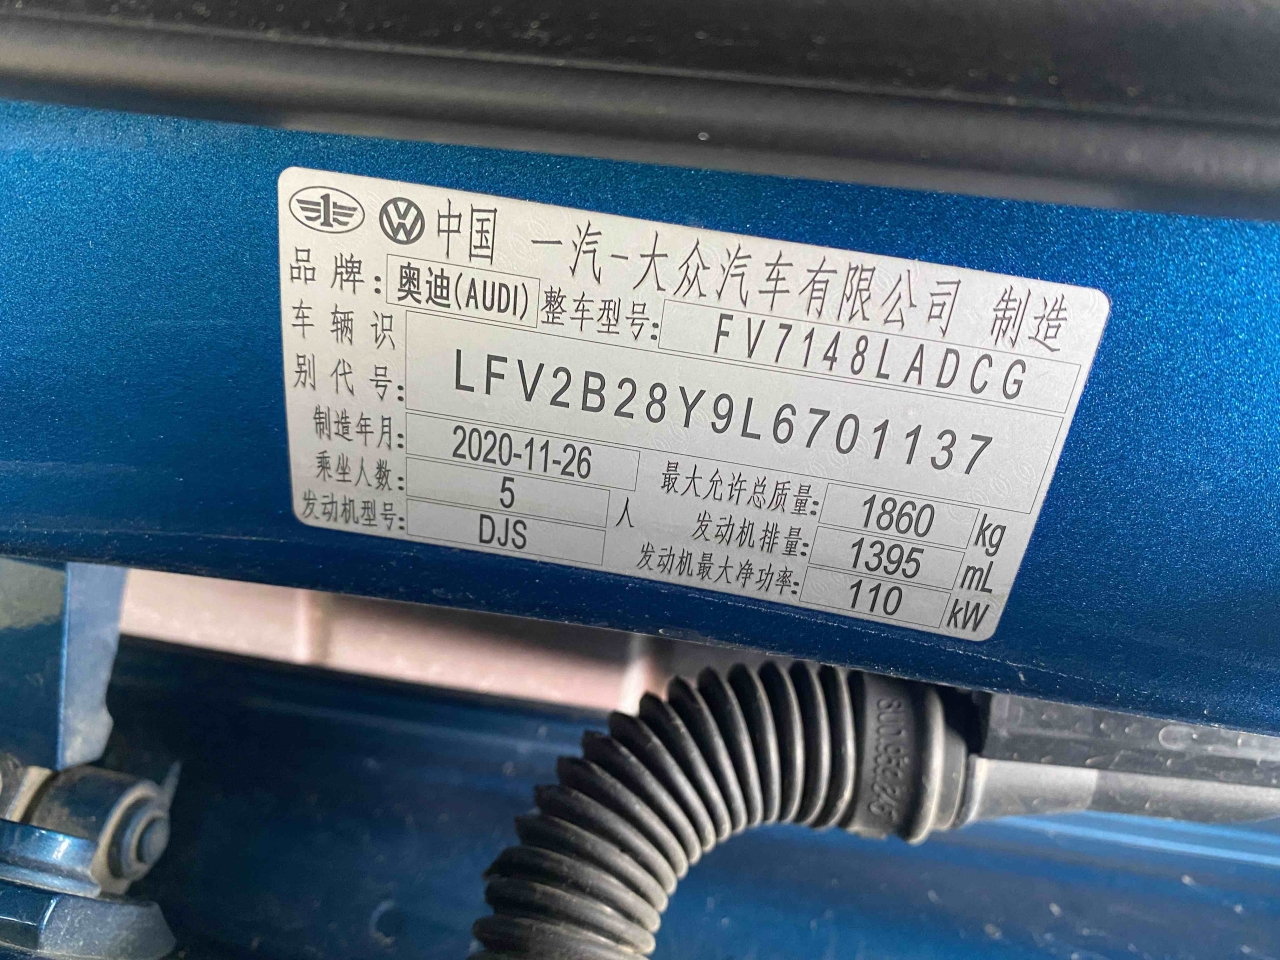 中国 一汽-大众汽车有限公司 制造
品牌: 奥迪(AUDI) 整车型号: FV7148LADCG
车辆识别代号: LFV2B28Y9L6701137
制造年月: 2020-11-26
乘坐人数: 5 人 最大允许总质量: 1860 kg
发动机型号: DJS 发动机排量: 1395 mL
发动机最大净功率: 110 kW